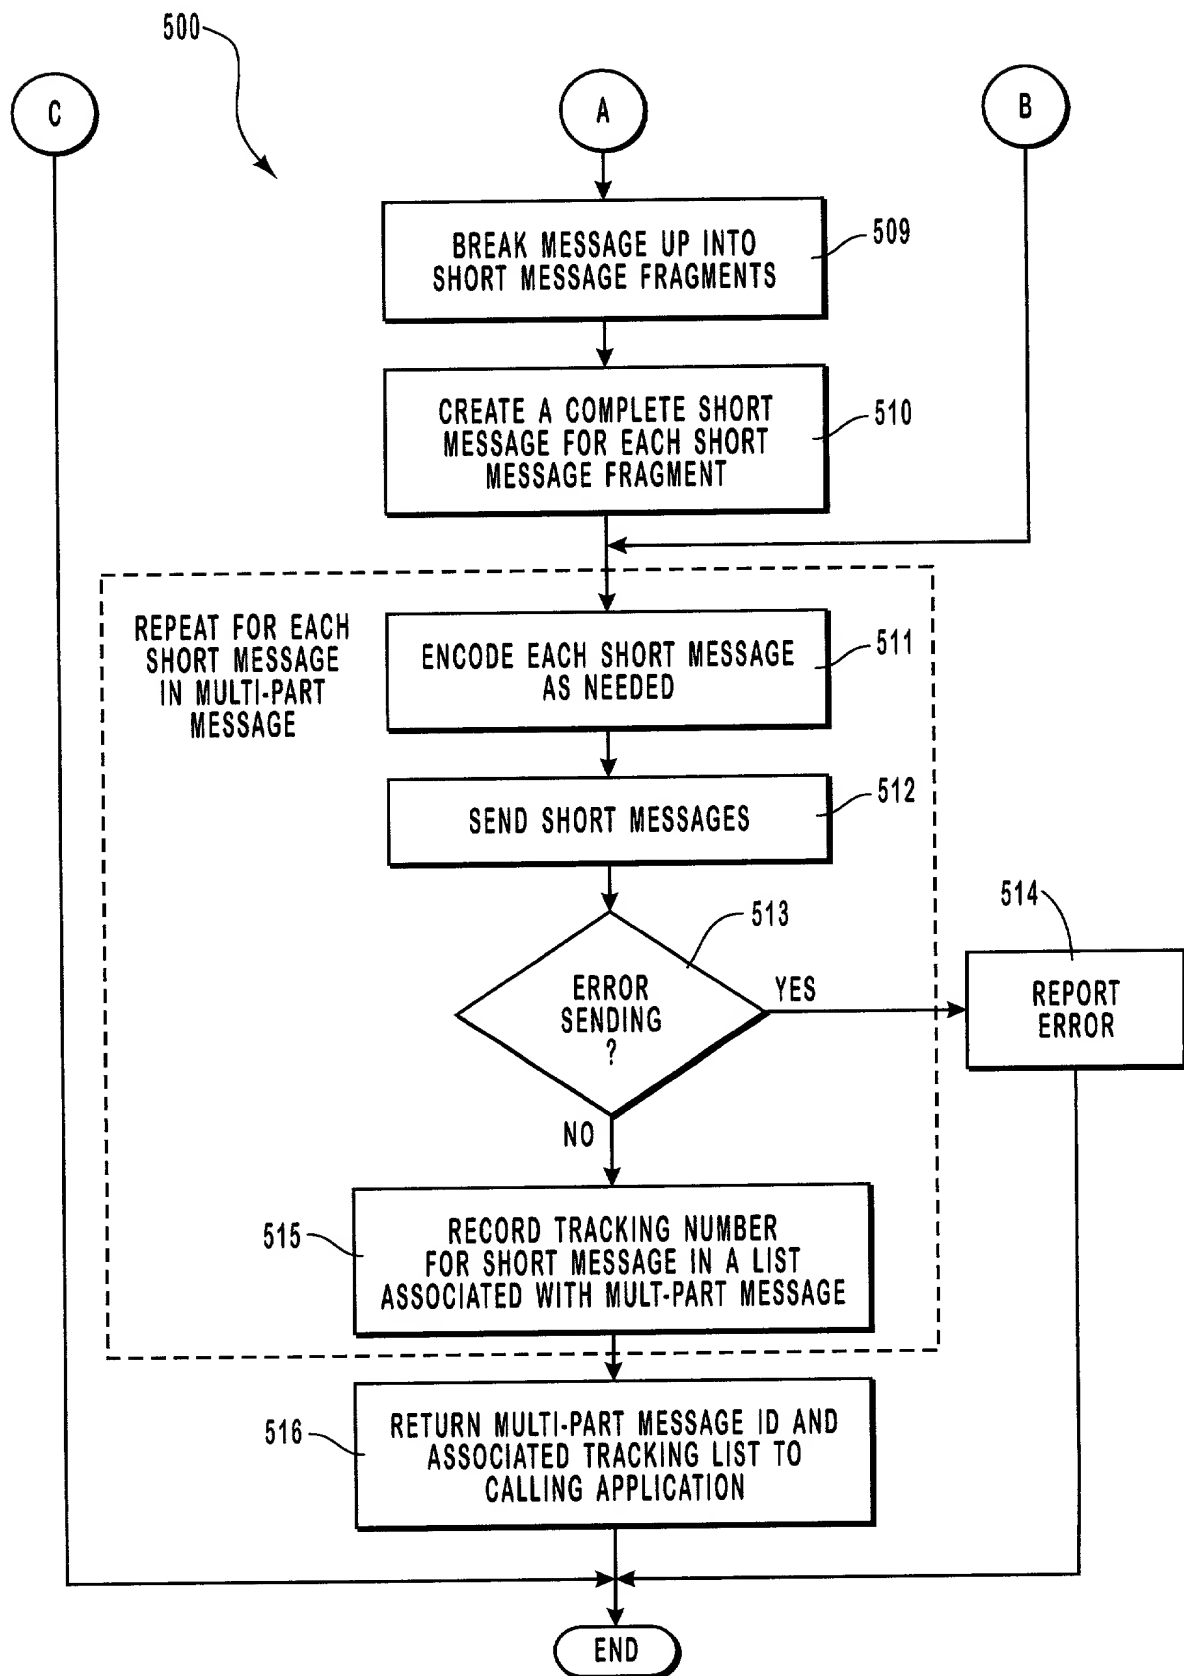 500
C
A
B
BREAK MESSAGE UP INTO
SHORT MESSAGE FRAGMENTS
509
CREATE A COMPLETE SHORT
MESSAGE FOR EACH SHORT
MESSAGE FRAGMENT
510
REPEAT FOR EACH
SHORT MESSAGE
IN MULTI-PART
MESSAGE
ENCODE EACH SHORT MESSAGE
AS NEEDED
511
SEND SHORT MESSAGES
512
ERROR
SENDING
?
513
YES
514
REPORT
ERROR
NO
515
RECORD TRACKING NUMBER
FOR SHORT MESSAGE IN A LIST
ASSOCIATED WITH MULT-PART MESSAGE
516
RETURN MULTI-PART MESSAGE ID AND
ASSOCIATED TRACKING LIST TO
CALLING APPLICATION
END